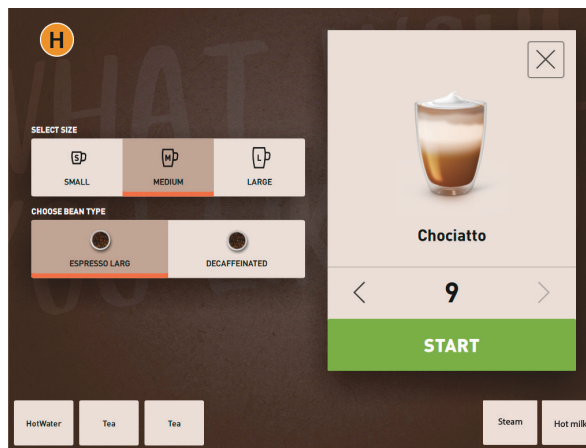 H
SELECT SIZE
S
M
L
SMALL
MEDIUM
LARGE
CHOOSE BEAN TYPE
ESPRESSO LARG
DECAFFEINATED
Chociatto
9
START
HotWater
Tea
Tea
Steam
Hot milk